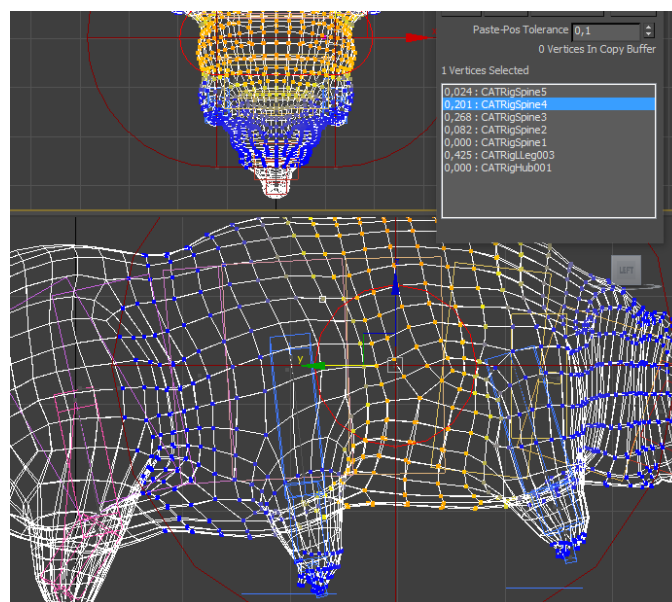 Paste-Pos Tolerance 0,1
0 Vertices In Copy Buffer
1 Vertices Selected
0,024 : CATRigSpine5
0,201 : CATRigSpine4
0,268 : CATRigSpine3
0,082 : CATRigSpine2
0,000 : CATRigSpine1
0,425 : CATRigLLeg003
0,000 : CATRigHub001
LEFT
y